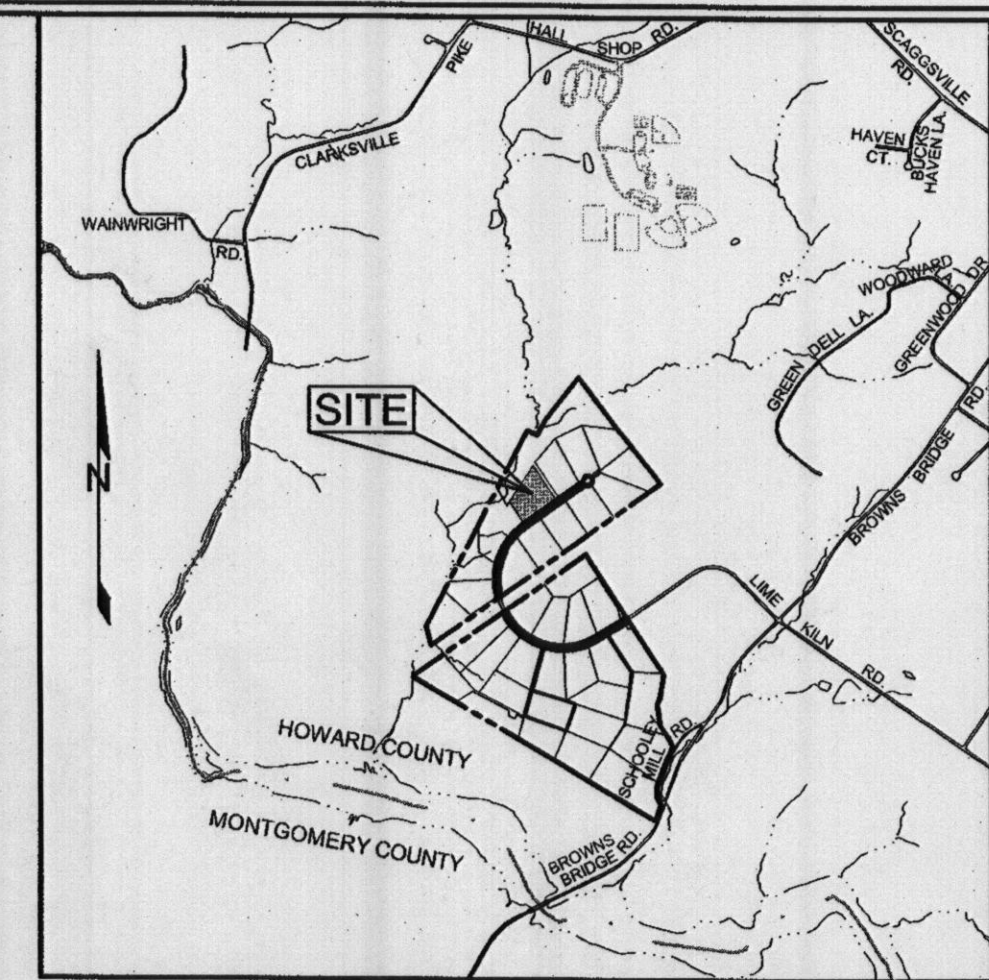 HALL SHOP RD.
PIKE
CLARKSVILLE
SCAGGSVILLE
RD.
HAVEN
CT.
BUCKS
HAVEN LA.
WAINWRIGHT
RD.
WOODWARD
LA.
GREENWOOD DR
GREEN DELL LA.
SITE
N
BROWNS BRIDGE RD.
LIME KILN RD
HOWARD COUNTY
SCHOOLEY
MILL RD.
MONTGOMERY COUNTY
BROWNS
BRIDGE RD.